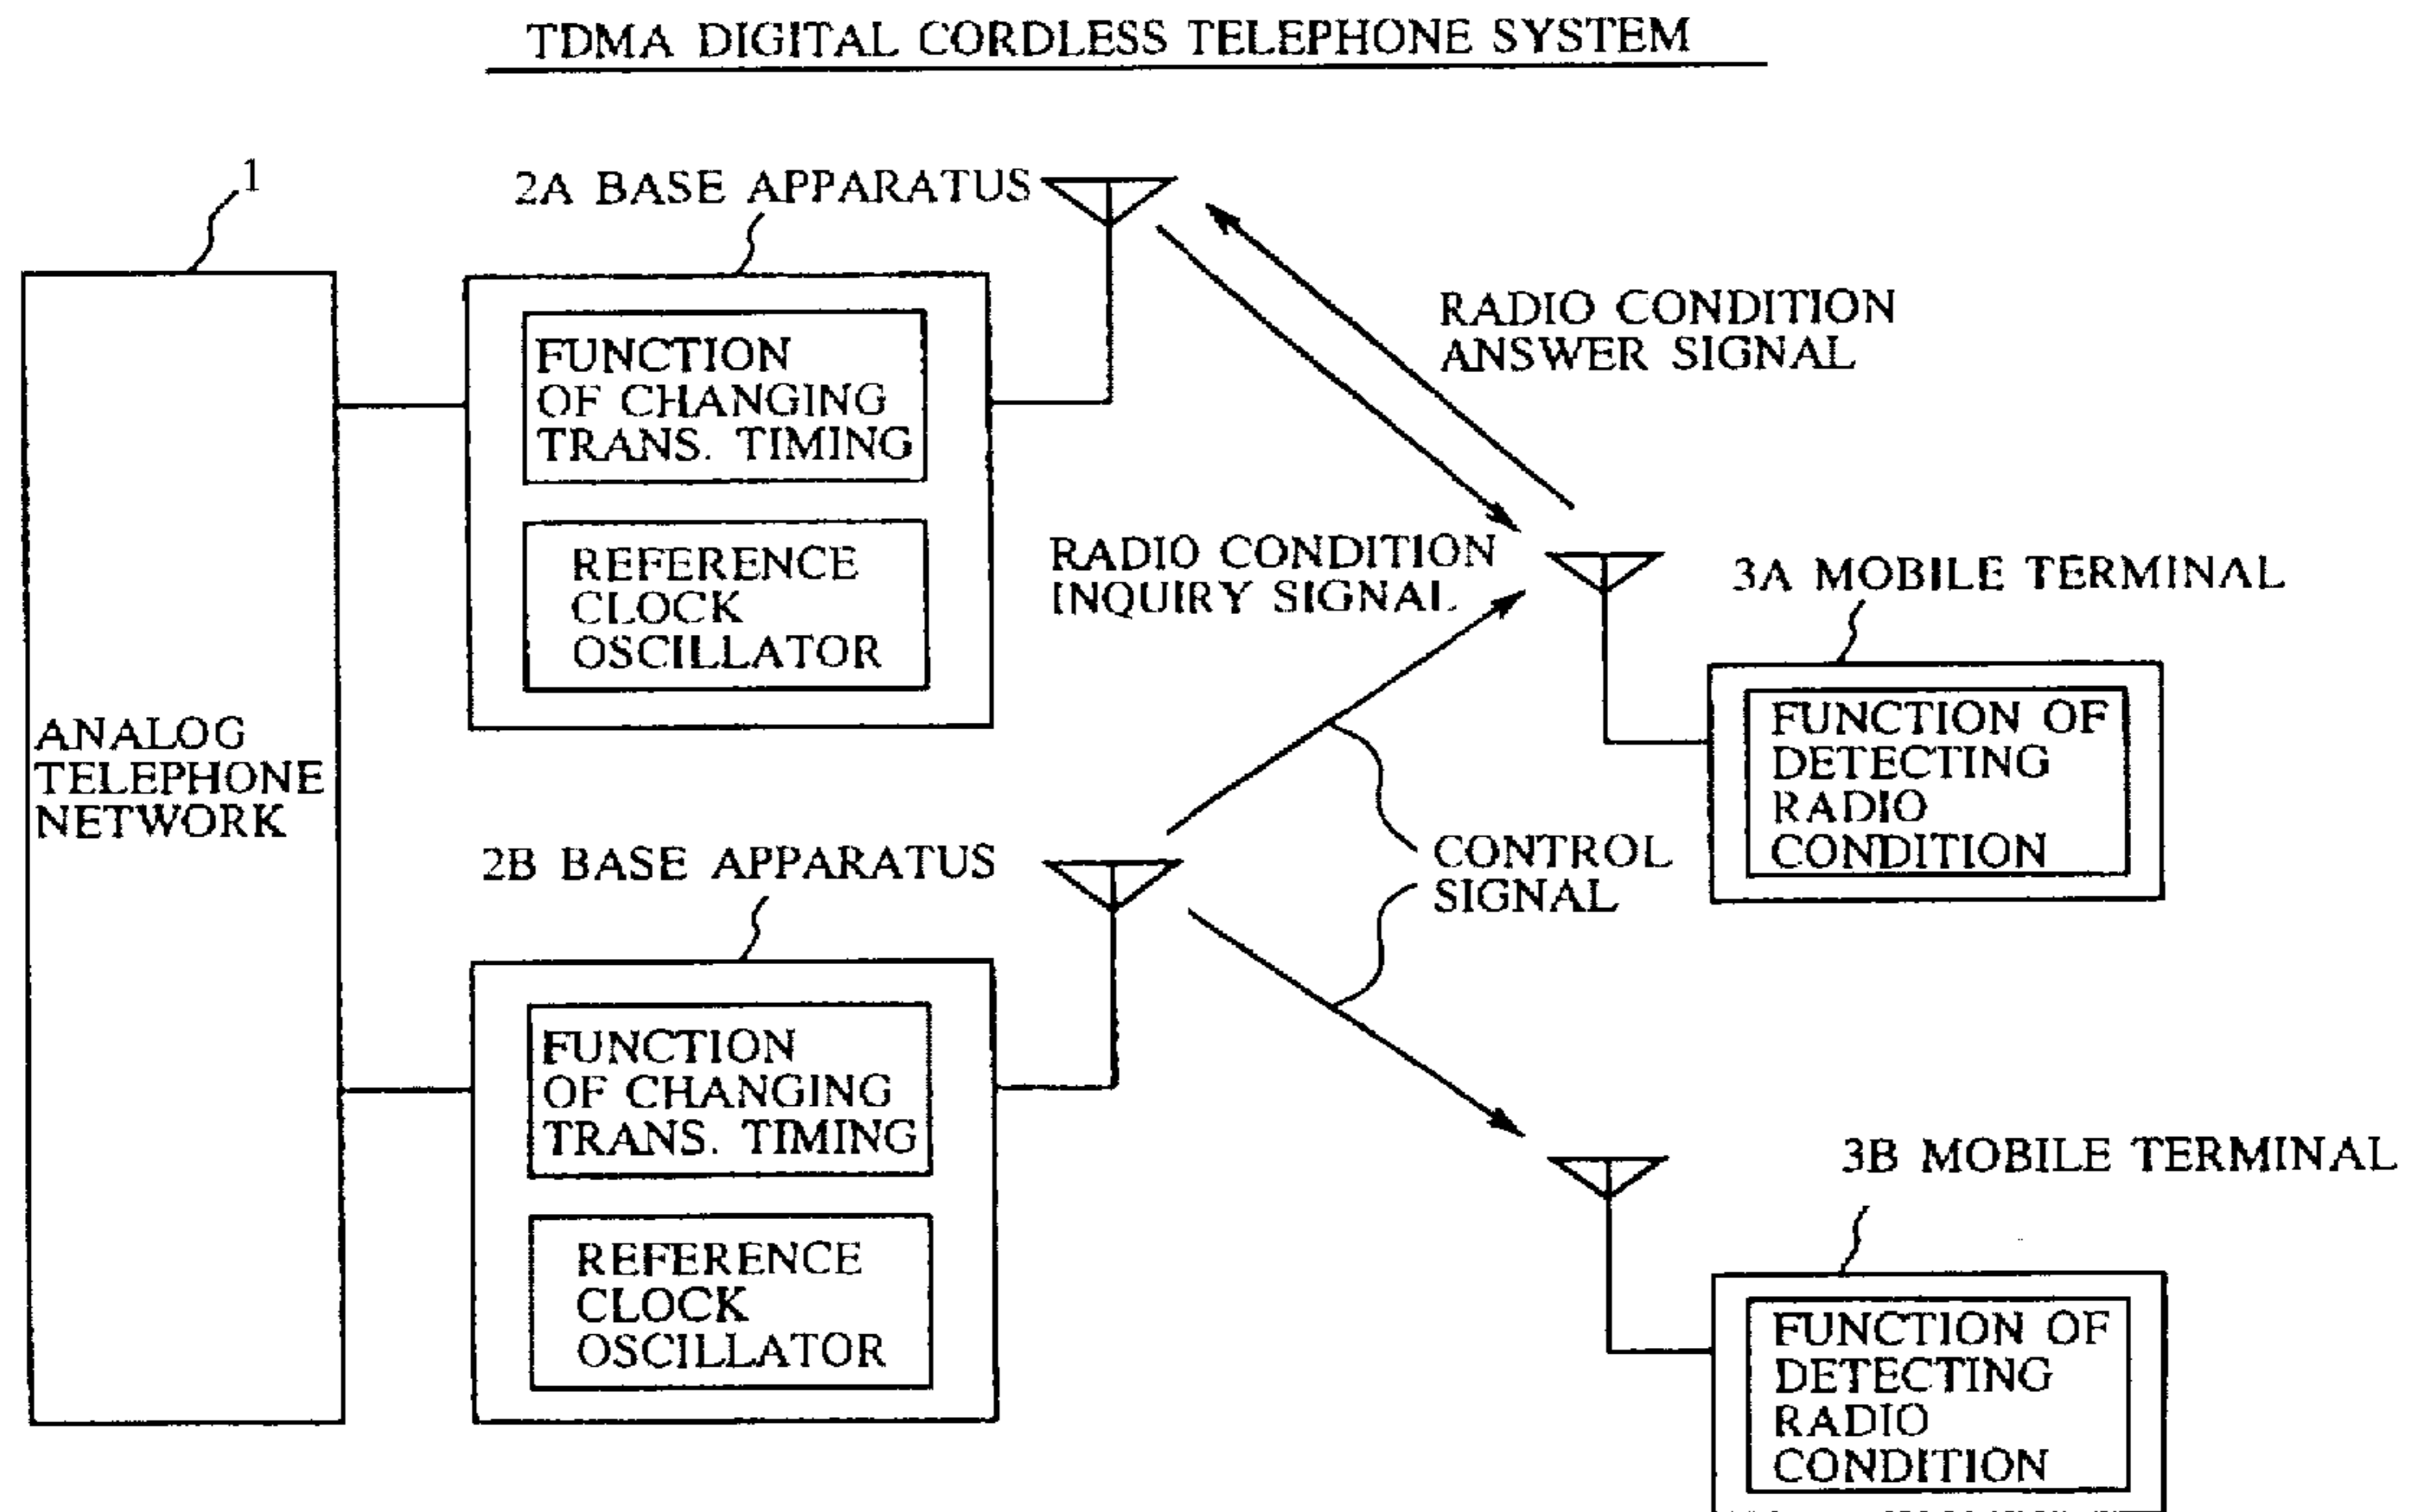 TDMA DIGITAL CORDLESS TELEPHONE SYSTEM
1
2A BASE APPARATUS
FUNCTION
OF CHANGING
TRANS. TIMING
REFERENCE
CLOCK
OSCILLATOR
RADIO CONDITION
ANSWER SIGNAL
RADIO CONDITION
INQUIRY SIGNAL
3A MOBILE TERMINAL
FUNCTION OF
DETECTING
RADIO
CONDITION
ANALOG
TELEPHONE
NETWORK
CONTROL
SIGNAL
2B BASE APPARATUS
FUNCTION
OF CHANGING
TRANS. TIMING
REFERENCE
CLOCK
OSCILLATOR
3B MOBILE TERMINAL
FUNCTION OF
DETECTING
RADIO
CONDITION